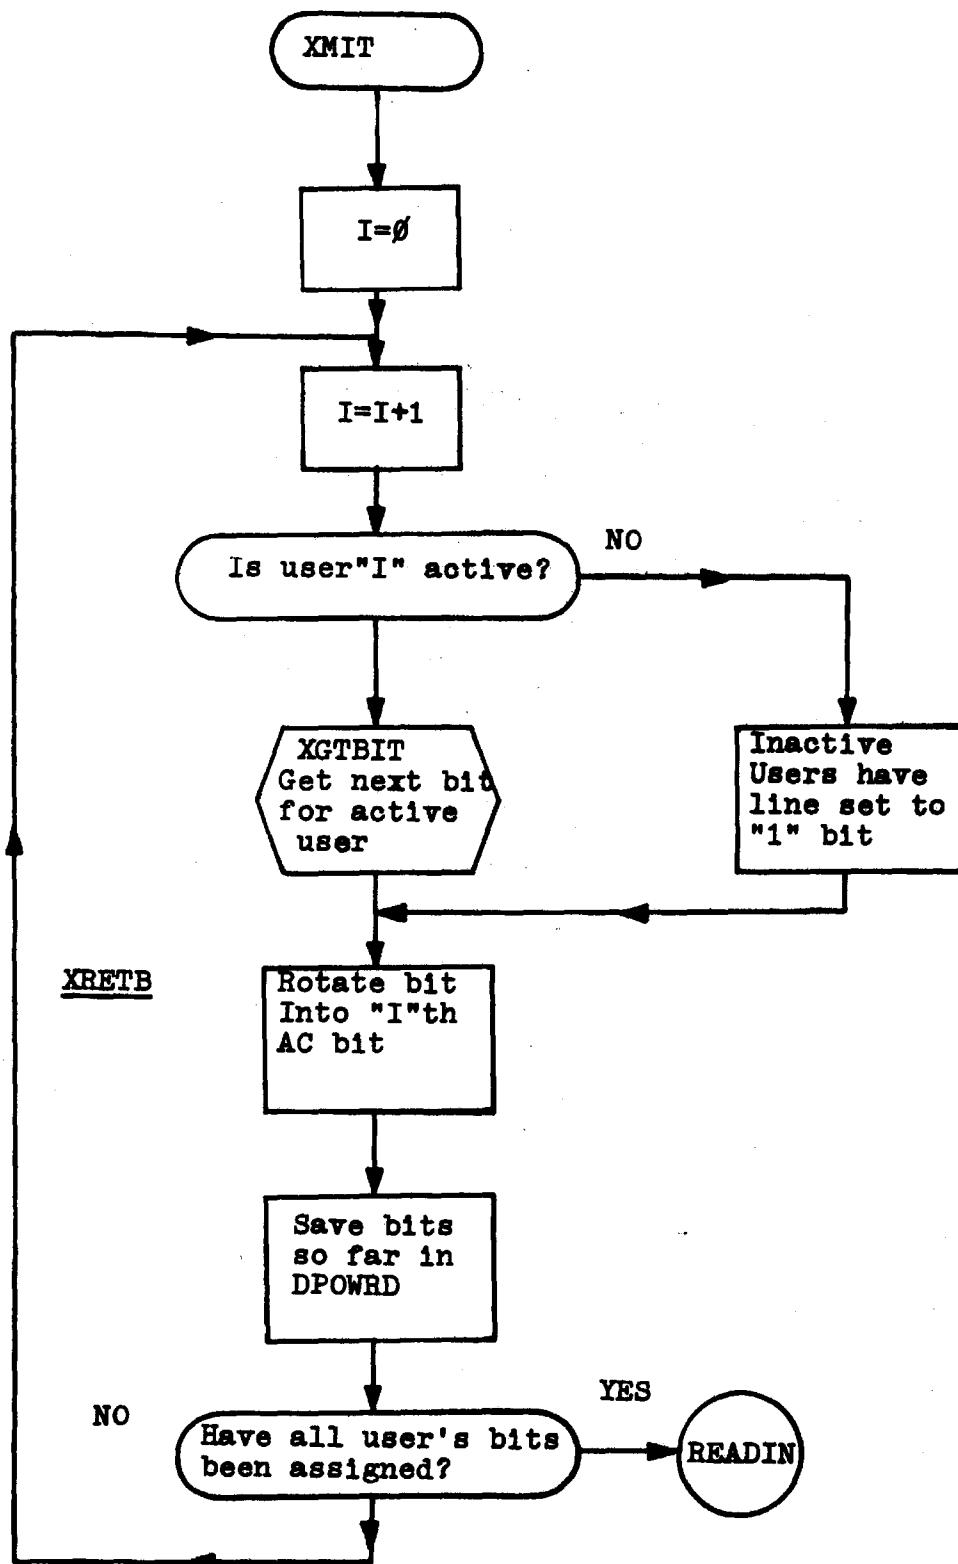 XMIT
I=Ø
I=I+1
Is user"I" active?
NO
XGTBIT
Get next bit
for active
user
Inactive
Users have
line set to
"1" bit
XRETB
Rotate bit
Into "I"th
AC bit
Save bits
so far in
DPOWRD
NO
Have all user's bits
been assigned?
YES
READIN